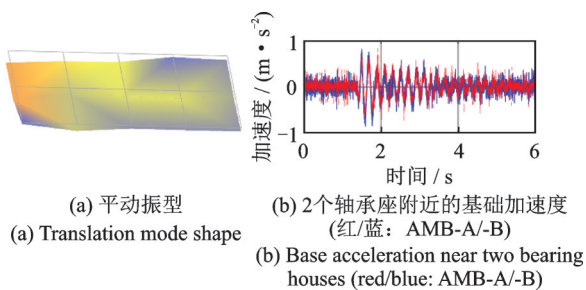 加速度 / (m·s⁻²)
1
0
−1
0 2 4 6
时间 / s
(a) 平动振型
(a) Translation mode shape
(b) 2个轴承座附近的基础加速度
(红/蓝：AMB-A/-B)
(b) Base acceleration near two bearing
houses (red/blue: AMB-A/-B)